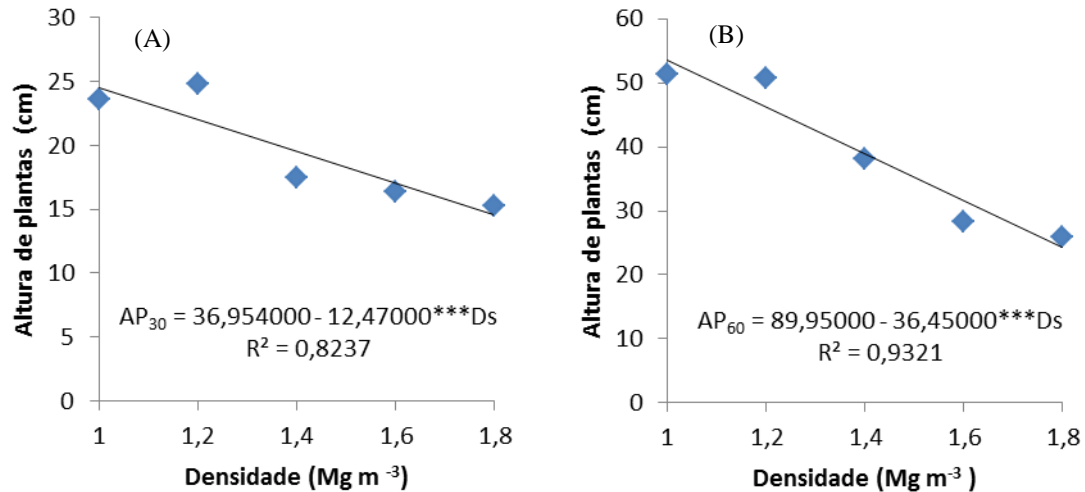 (A)
Altura de plantas (cm)
30
25
20
15
10
5
0
AP₃₀ = 36,954000 - 12,47000***Ds
R² = 0,8237
1 1,2 1,4 1,6 1,8
Densidade (Mg m ⁻³)
(B)
Altura de plantas (cm)
60
50
40
30
20
10
0
AP₆₀ = 89,95000 - 36,45000***Ds
R² = 0,9321
1 1,2 1,4 1,6 1,8
Densidade (Mg m⁻³ )